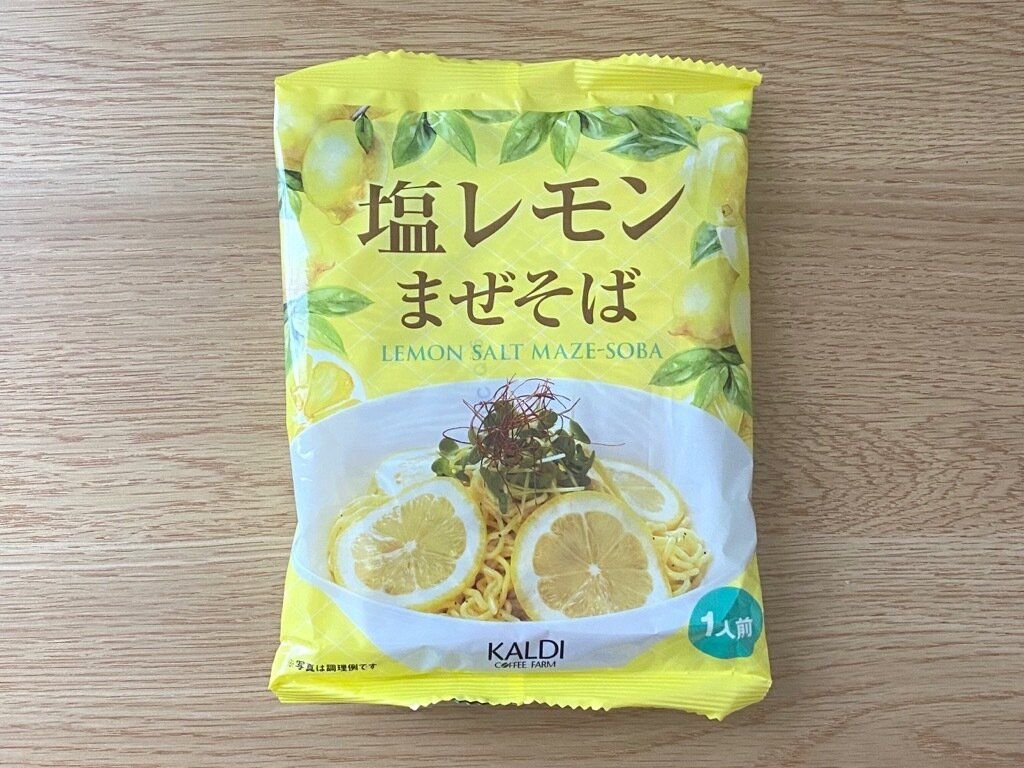 塩レモン
まぜそば
LEMON SALT MAZE-SOBA
1人前
KALDI
COFFEE FARM
※写真は調理例です